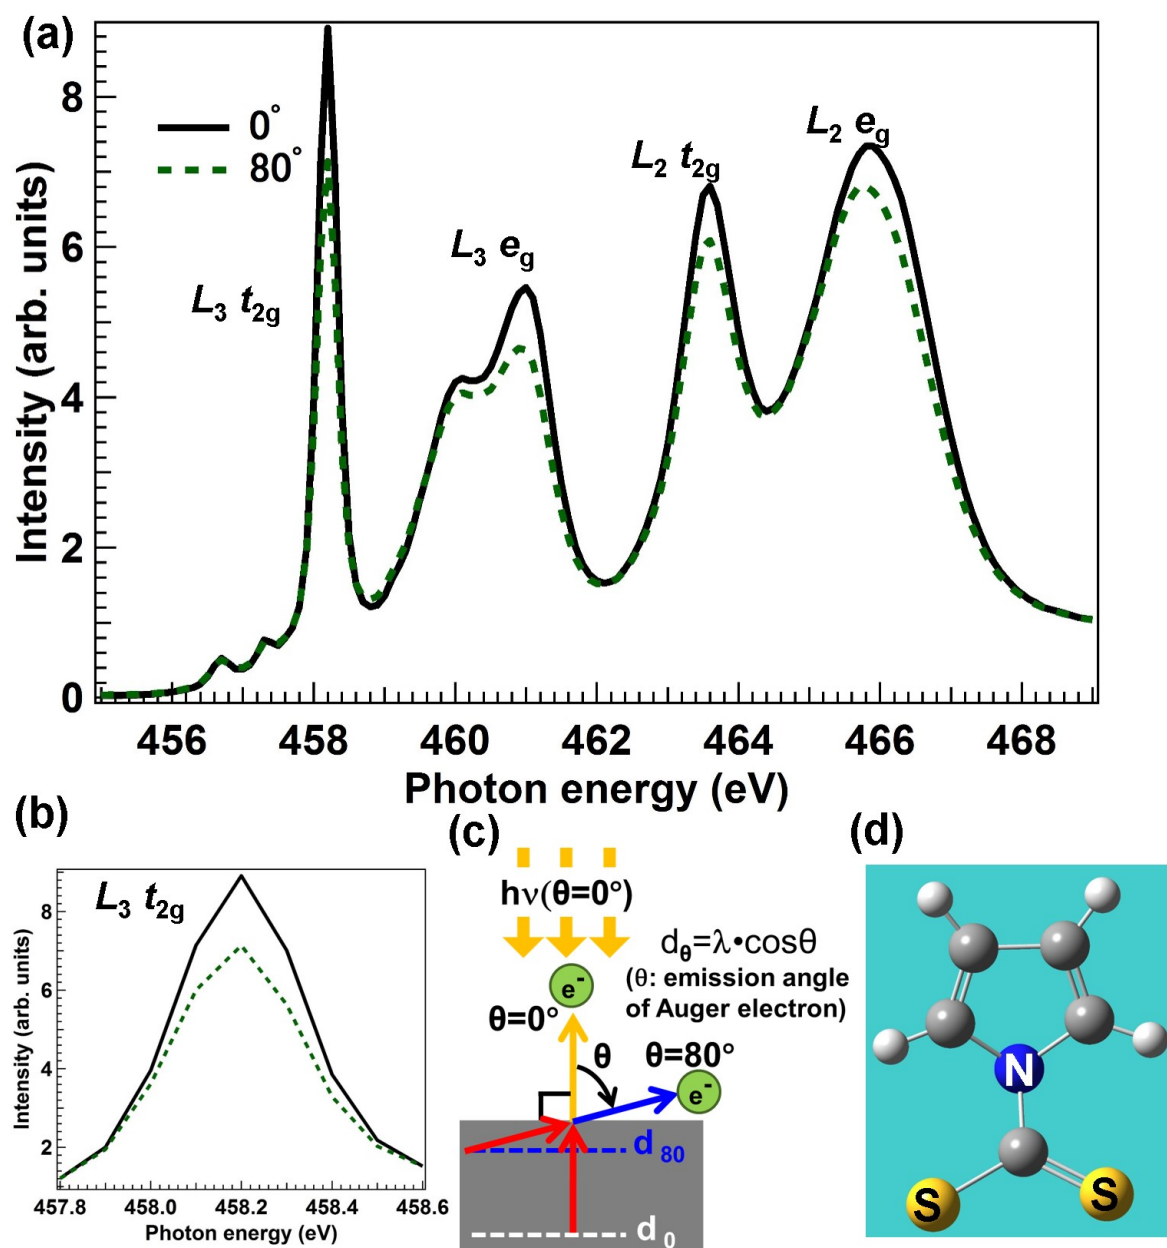 (a)
0°
80°
L3 t2g
L3 eg
L2 t2g
L2 eg
Intensity (arb. units)
8
6
4
2
0
456 458 460 462 464 466 468
Photon energy (eV)
(b)
L3 t2g
Intensity (arb. units)
8
6
4
2
457.8 458.0 458.2 458.4 458.6
Photon energy (eV)
(c)
hν(θ=0°)
dθ=λ•cosθ
(θ: emission angle
of Auger electron)
e-
θ=0°
θ
θ=80°
e-
d 80
d 0
(d)
N
S
S